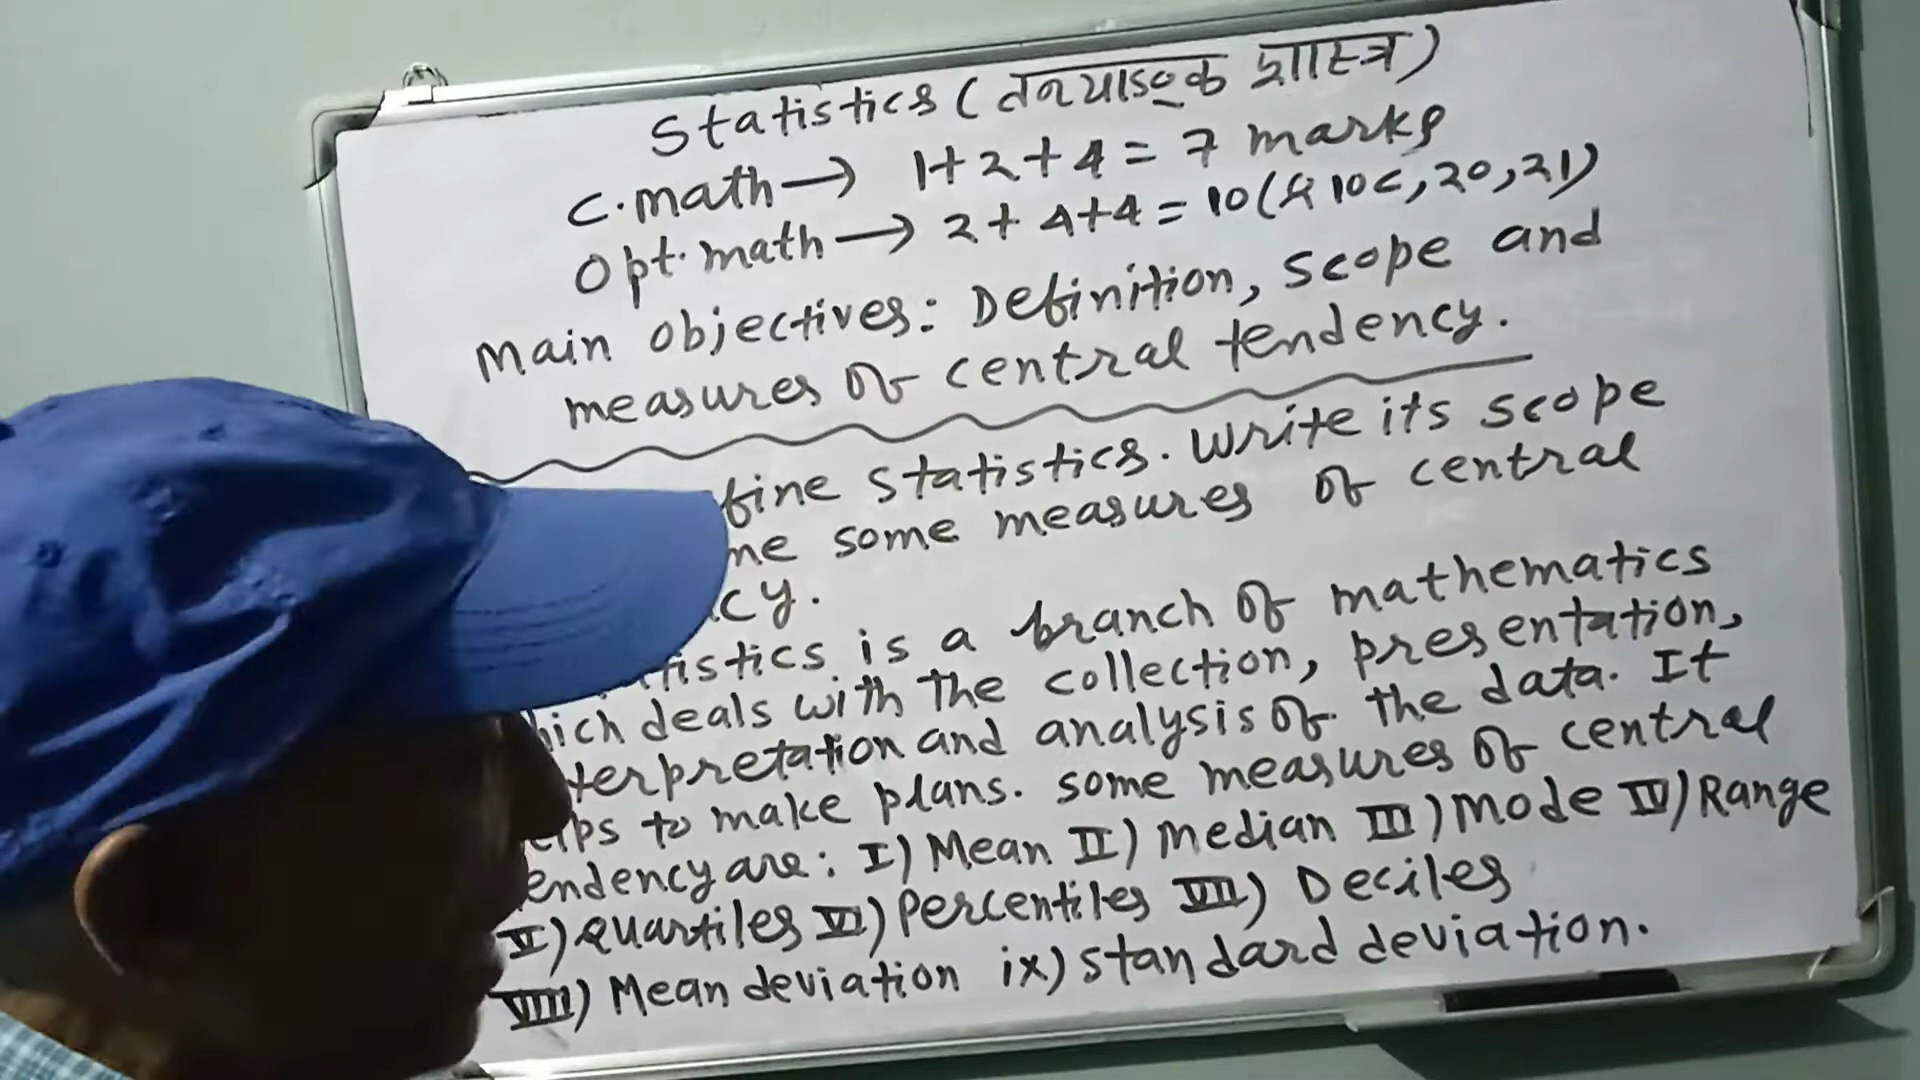 Statistics (तथ्याङ्क शास्त्र)
C.math → 1+2+4 = 7 marks
Opt.math → 2+4+4 = 10 (10c, 20, 21)
Main objectives: Definition, scope and
measures of central tendency.
fine statistics. Write its scope
me some measures of central
cy.
tistics is a branch of mathematics
hich deals with the collection, presentation,
terpretation and analysis of the data. It
elps to make plans. Some measures of central
endency are: I) Mean II) Median III) Mode IV) Range
V) Quartiles VI) Percentiles VII) Deciles
VIII) Mean deviation ix) standard deviation.